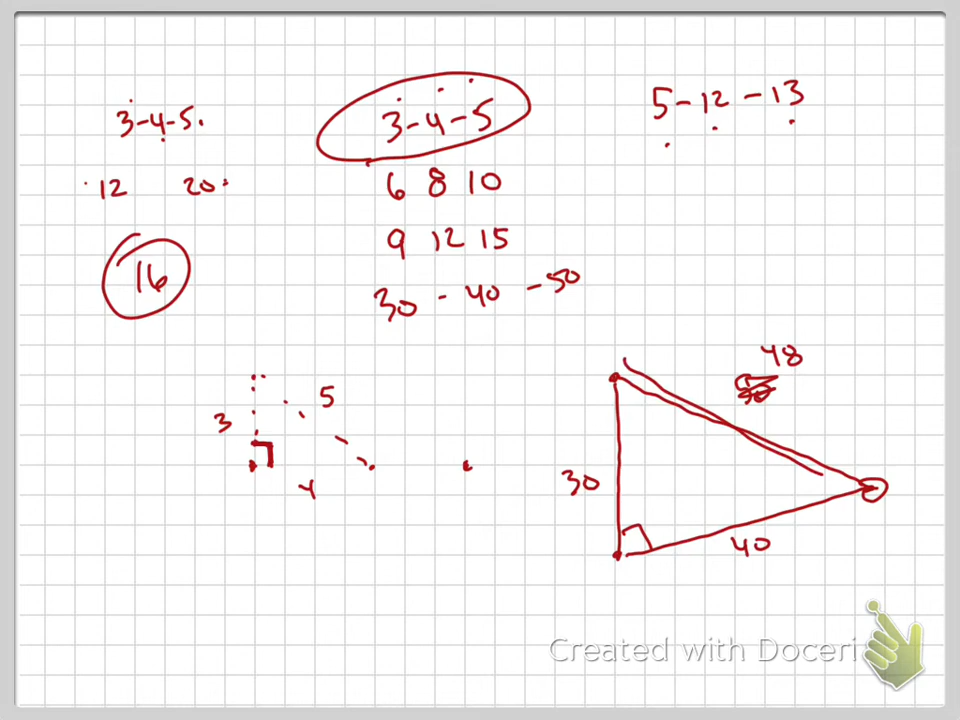 3-4-5.
12 20
16
3-4-5
6 8 10
9 12 15
30 - 40 - 50
5-12-13
3
5
4
48
30
40
Created with Doceri